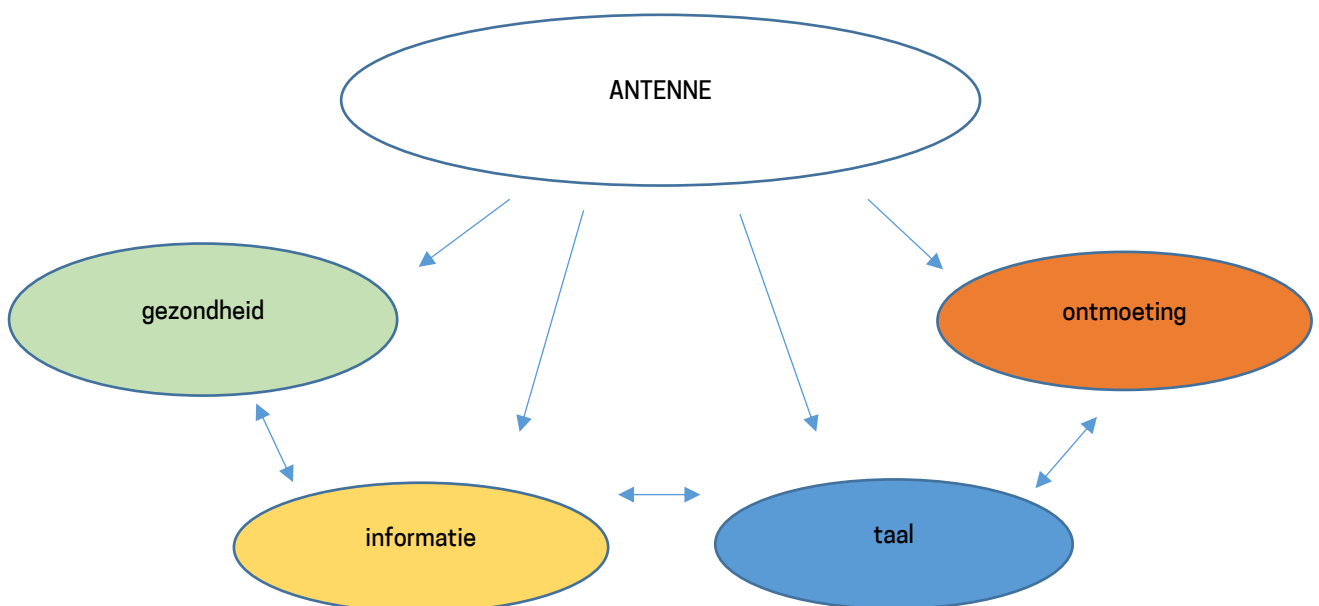 ANTENNE
gezondheid
ontmoeting
informatie
taal